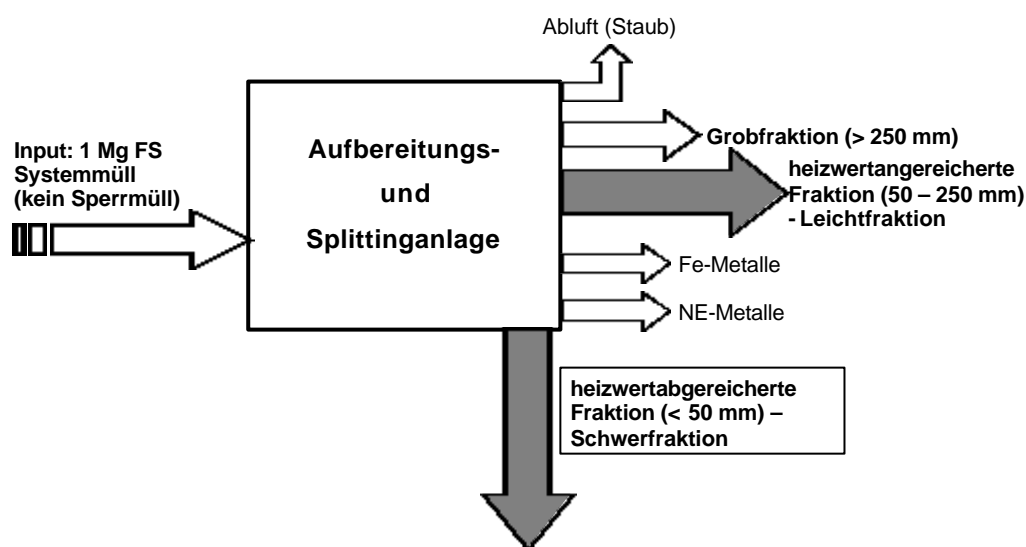 Abluft (Staub)
Input: 1 Mg FS
Systemmüll
(kein Sperrmüll)
Aufbereitungs-
und
Splittinganlage
Grobfraktion (> 250 mm)
heizwertangereicherte
Fraktion (50 – 250 mm)
- Leichtfraktion
Fe-Metalle
NE-Metalle
heizwertabgereicherte
Fraktion (< 50 mm) –
Schwerfraktion